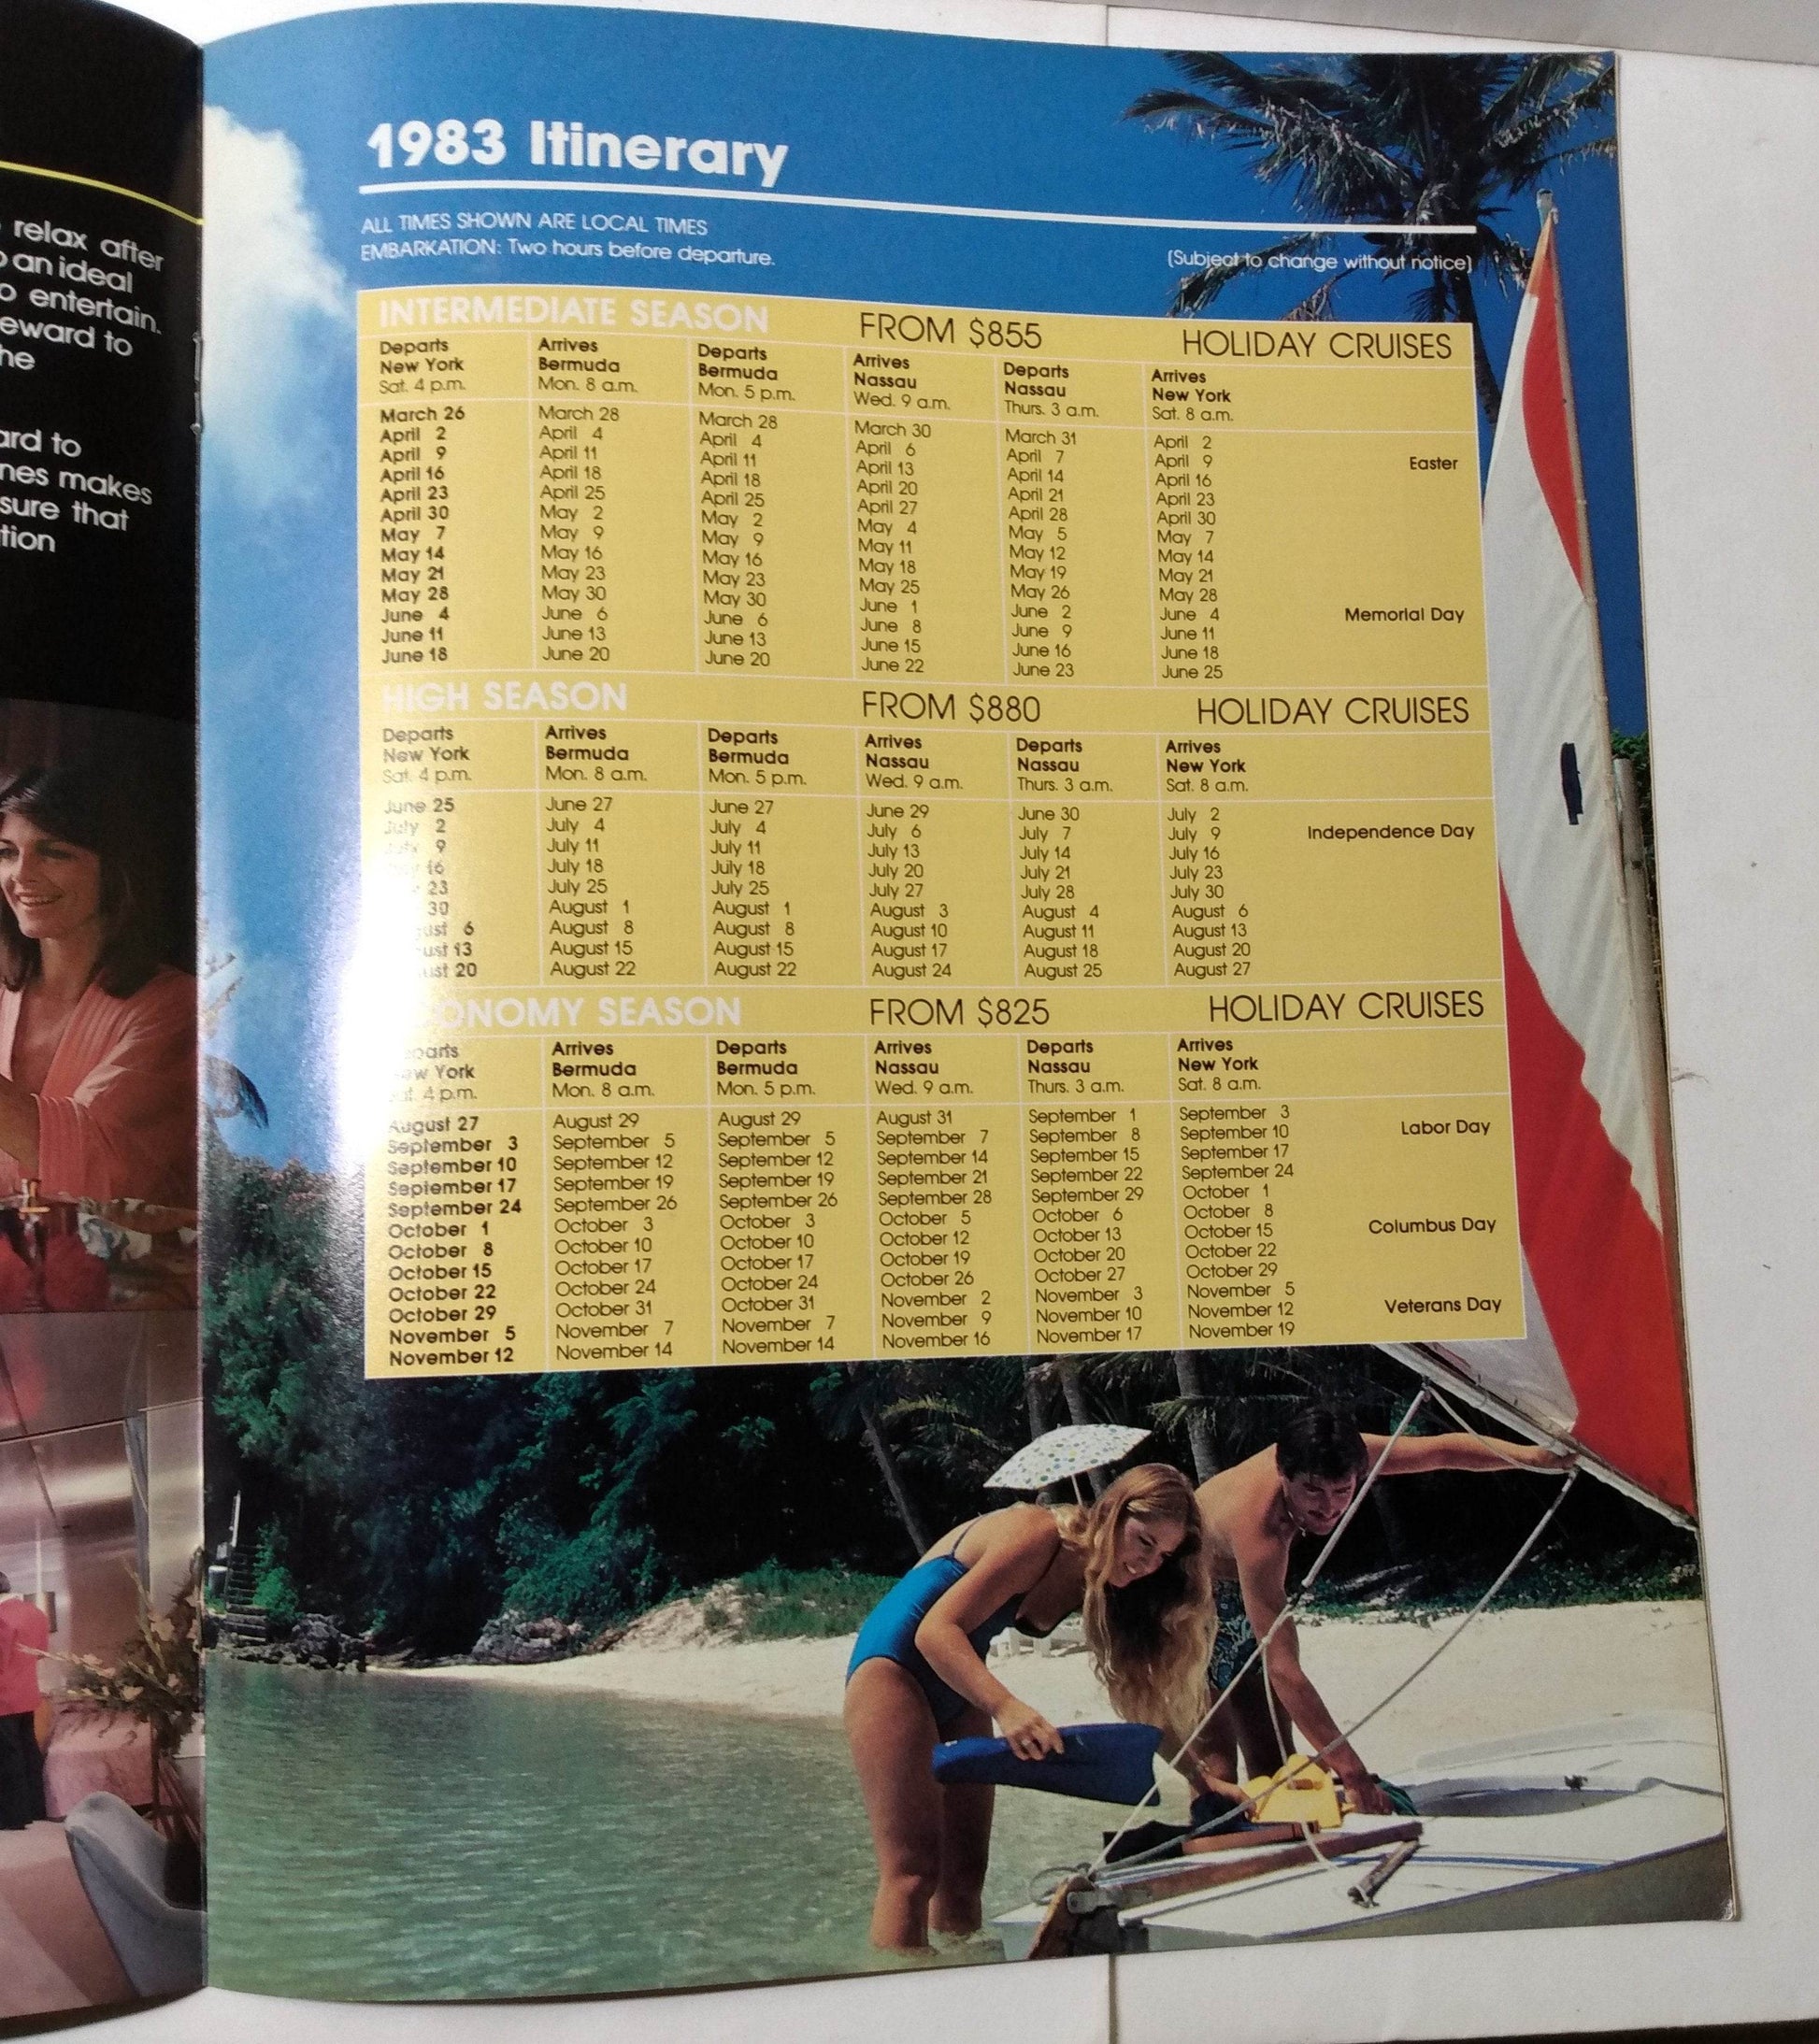 relax after
an ideal
entertain.
eward to
he
ard to
nes makes
sure that
tion
1983 Itinerary
ALL TIMES SHOWN ARE LOCAL TIMES
EMBARKATION: Two hours before departure. (Subject to change without notice)
INTERMEDIATE SEASON FROM $855 HOLIDAY CRUISES
Departs Arrives Departs Arrives Departs Arrives
New York Bermuda Bermuda Nassau Nassau New York
Sat. 4 p.m. Mon. 8 a.m. Mon. 5 p.m. Wed. 9 a.m. Thurs. 3 a.m. Sat. 8 a.m.
March 26 March 28 March 28 March 30 March 31 April 2
April 2 April 4 April 4 April 6 April 7 April 9 Easter
April 9 April 11 April 11 April 13 April 14 April 16
April 16 April 18 April 18 April 20 April 21 April 23
April 23 April 25 April 25 April 27 April 28 April 30
April 30 May 2 May 2 May 4 May 5 May 7
May 7 May 9 May 9 May 11 May 12 May 14
May 14 May 16 May 16 May 18 May 19 May 21
May 21 May 23 May 23 May 25 May 26 May 28
May 28 May 30 May 30 June 1 June 2 June 4 Memorial Day
June 4 June 6 June 6 June 8 June 9 June 11
June 11 June 13 June 13 June 15 June 16 June 18
June 18 June 20 June 20 June 22 June 23 June 25
HIGH SEASON FROM $880 HOLIDAY CRUISES
Departs Arrives Departs Arrives Departs Arrives
New York Bermuda Bermuda Nassau Nassau New York
Sat. 4 p.m. Mon. 8 a.m. Mon. 5 p.m. Wed. 9 a.m. Thurs. 3 a.m. Sat. 8 a.m.
June 25 June 27 June 27 June 29 June 30 July 2
July 2 July 4 July 4 July 6 July 7 July 9 Independence Day
9 July 11 July 11 July 13 July 14 July 16
16 July 18 July 18 July 20 July 21 July 23
23 July 25 July 25 July 27 July 28 July 30
30 August 1 August 1 August 3 August 4 August 6
ust 6 August 8 August 8 August 10 August 11 August 13
ust 13 August 15 August 15 August 17 August 18 August 20
ust 20 August 22 August 22 August 24 August 25 August 27
ONOMY SEASON FROM $825 HOLIDAY CRUISES
parts Arrives Departs Arrives Departs Arrives
ew York Bermuda Bermuda Nassau Nassau New York
at. 4 p.m. Mon. 8 a.m. Mon. 5 p.m. Wed. 9 a.m. Thurs. 3 a.m. Sat. 8 a.m.
August 27 August 29 August 29 August 31 September 1 September 3
September 3 September 5 September 5 September 7 September 8 September 10 Labor Day
September 10 September 12 September 12 September 14 September 15 September 17
September 17 September 19 September 19 September 21 September 22 September 24
September 24 September 26 September 26 September 28 September 29 October 1
October 1 October 3 October 3 October 5 October 6 October 8
October 8 October 10 October 10 October 12 October 13 October 15 Columbus Day
October 15 October 17 October 17 October 19 October 20 October 22
October 22 October 24 October 24 October 26 October 27 October 29
October 29 October 31 October 31 November 2 November 3 November 5
November 5 November 7 November 7 November 9 November 10 November 12 Veterans Day
November 12 November 14 November 14 November 16 November 17 November 19